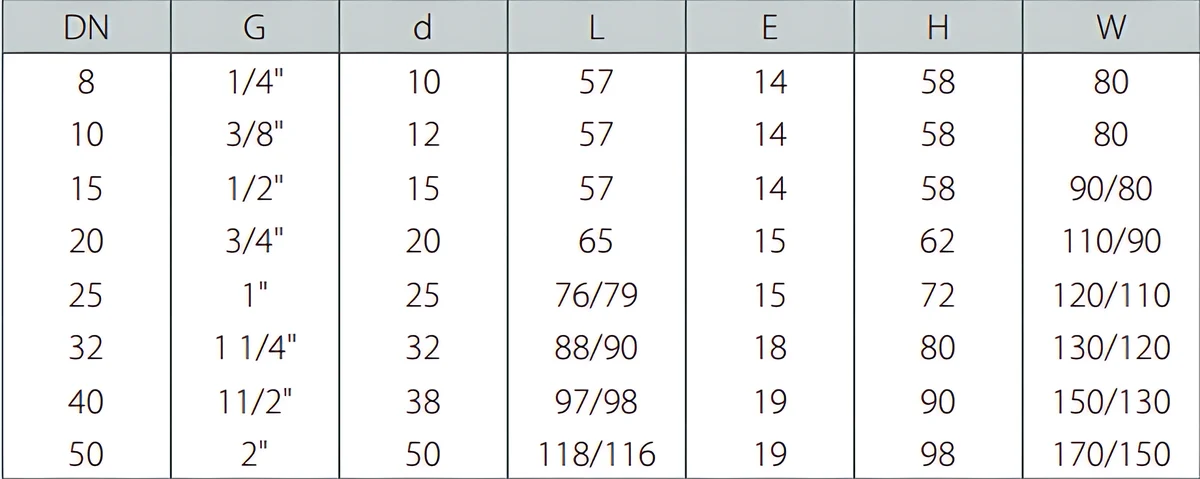 DN G d L E H W
8 1/4" 10 57 14 58 80
10 3/8" 12 57 14 58 80
15 1/2" 15 57 14 58 90/80
20 3/4" 20 65 15 62 110/90
25 1" 25 76/79 15 72 120/110
32 1 1/4" 32 88/90 18 80 130/120
40 11/2" 38 97/98 19 90 150/130
50 2" 50 118/116 19 98 170/150